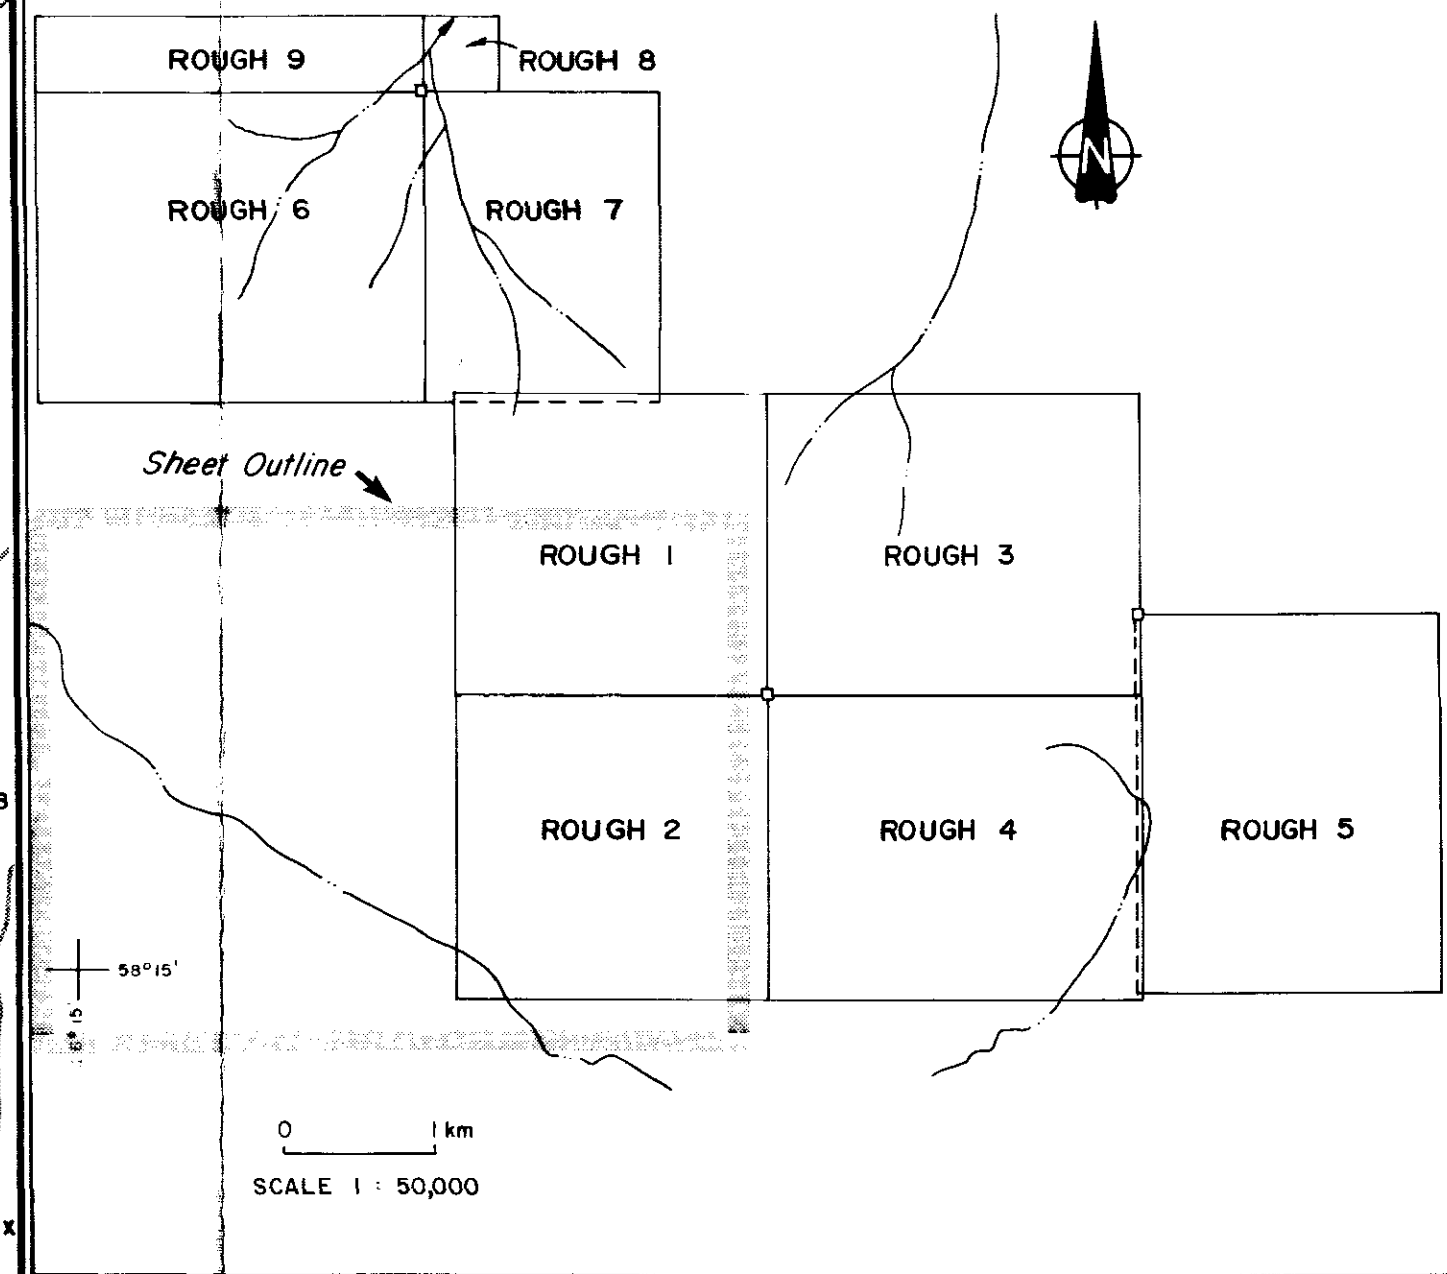 ROUGH 9
ROUGH 8
N
ROUGH 6
ROUGH 7
Sheet Outline
ROUGH 1
ROUGH 3
ROUGH 2
ROUGH 4
ROUGH 5
58°15'
0 1 km
SCALE 1 : 50,000
X